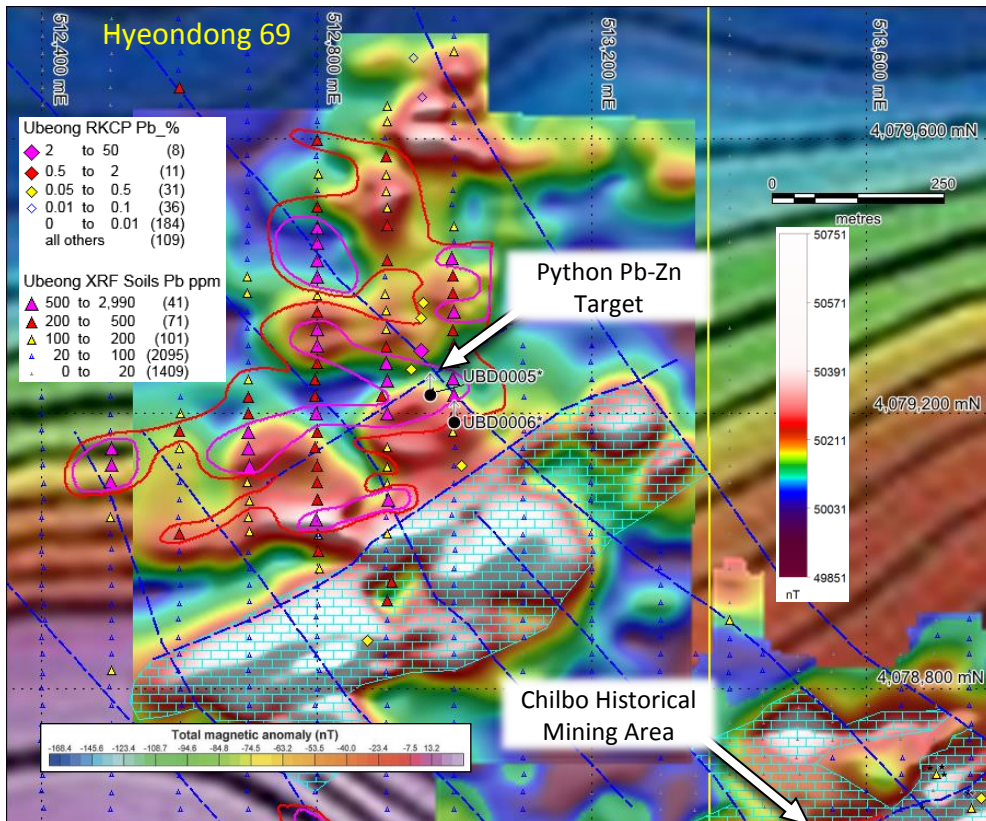 Hyeondong 69
512,400 mE
512,800 mE
513,200 mE
513,600 mE
4,079,600 mN
Ubeong RKCP Pb_%
2 to 50 (8)
0.5 to 2 (11)
0.05 to 0.5 (31)
0.01 to 0.1 (36)
0 to 0.01 (184)
all others (109)
Ubeong XRF Soils Pb ppm
500 to 2,990 (41)
200 to 500 (71)
100 to 200 (101)
20 to 100 (2095)
0 to 20 (1409)
0 250
metres
50751
50571
50391
50211
50031
49851
nT
Python Pb-Zn
Target
UBD0005*
UBD0006*
4,079,200 mN
4,078,800 mN
Chilbo Historical
Mining Area
Total magnetic anomaly (nT)
-168.4 -145.6 -123.4 -108.7 -94.6 -84.8 -74.5 -63.2 -53.5 -40.0 -23.4 -7.5 13.2